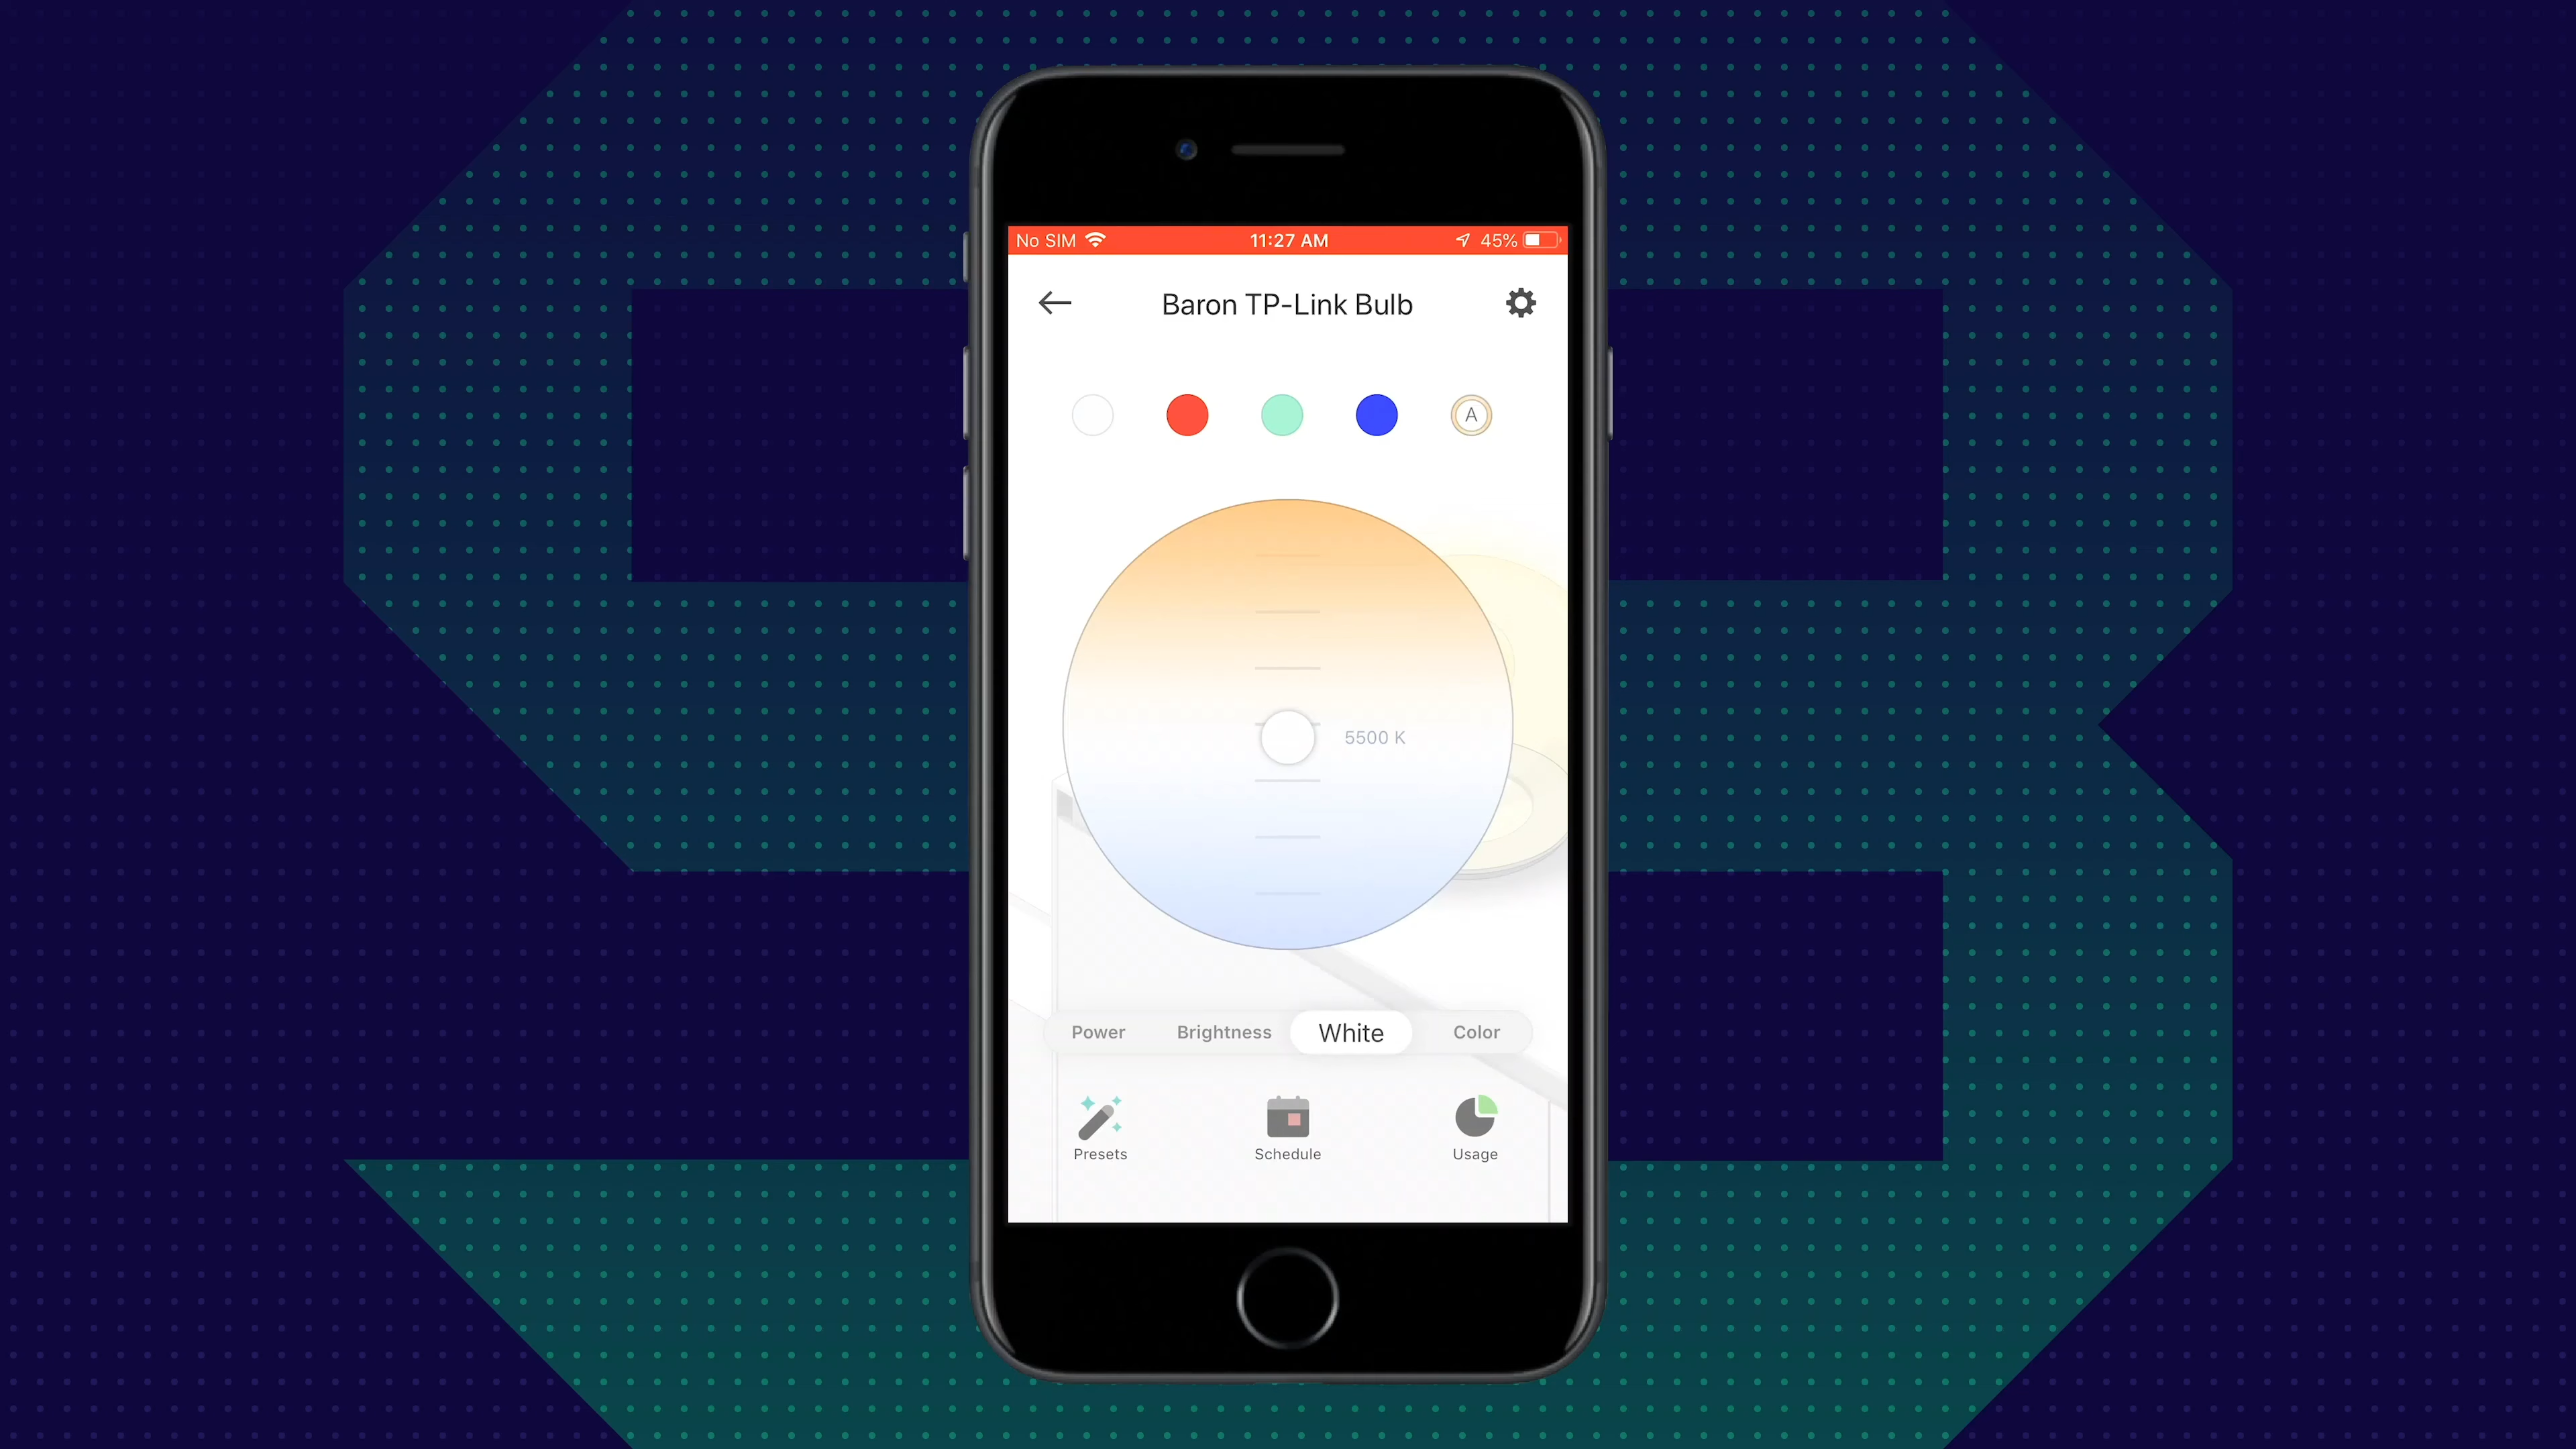 No SIM 11:27 AM 45%
Baron TP-Link Bulb
A
5500 K
Power Brightness White Color
Presets Schedule Usage